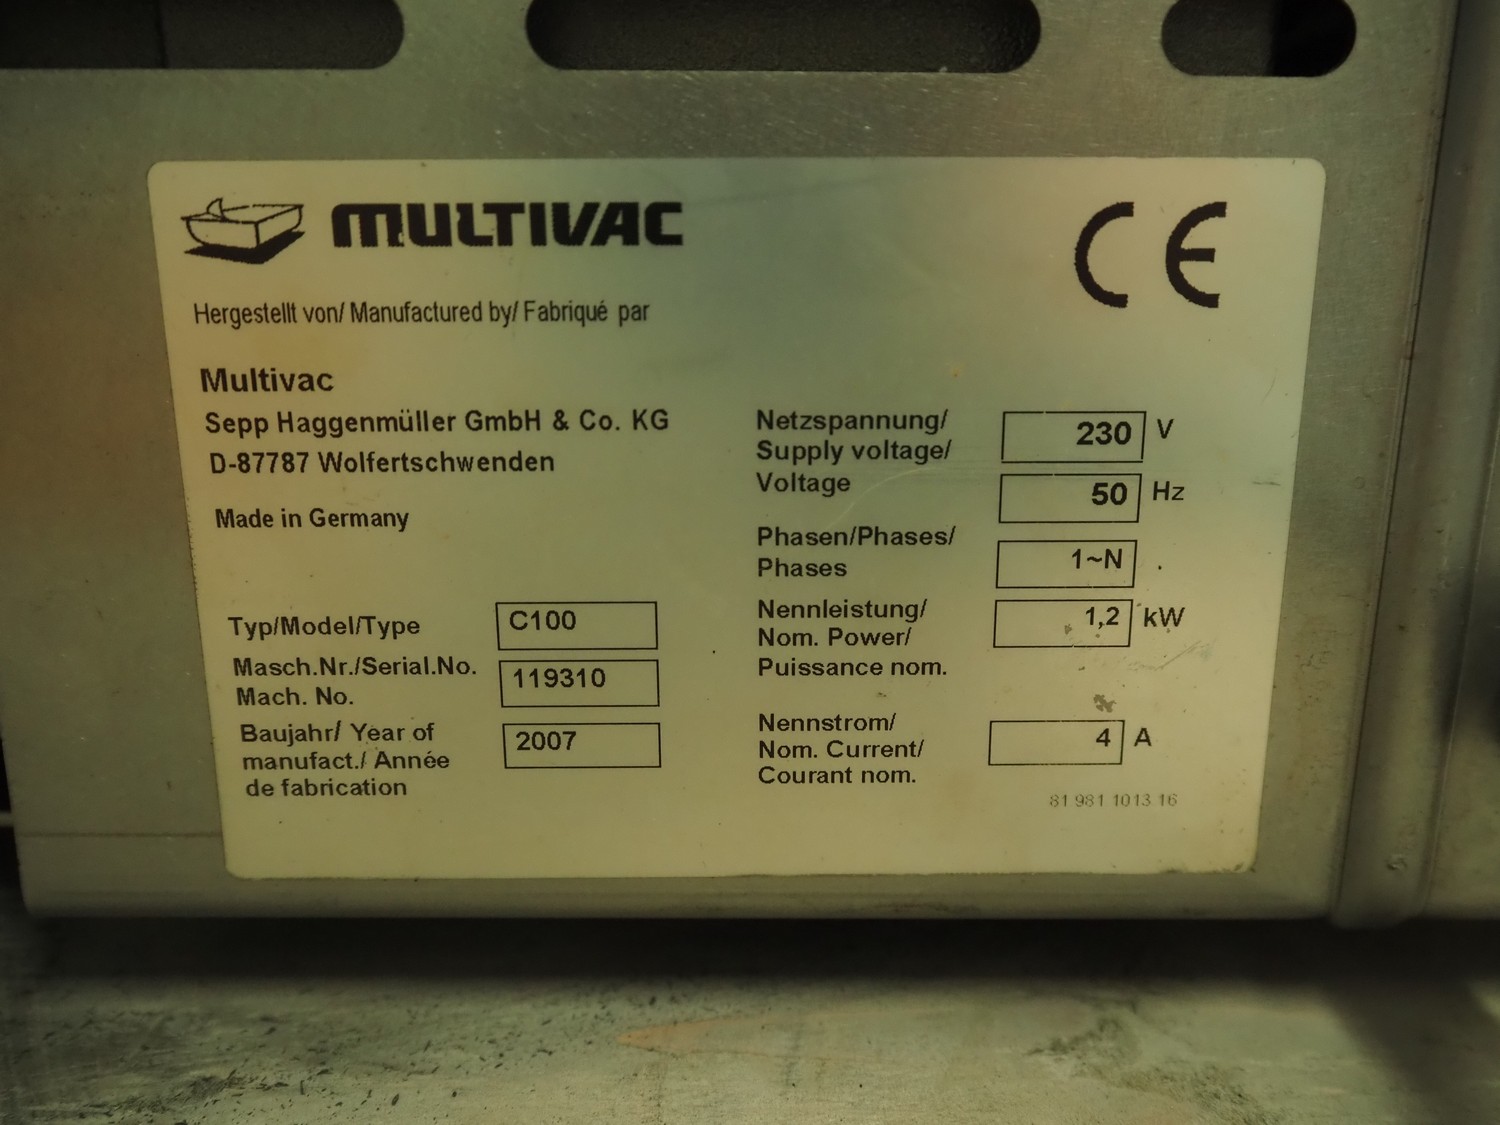 MULTIVAC
CE
Hergestellt von/ Manufactured by/ Fabriqué par
Multivac
Sepp Haggenmüller GmbH & Co. KG
D-87787 Wolfertschwenden
Made in Germany
Typ/Model/Type C100
Masch.Nr./Serial.No. 119310
Mach. No.
Baujahr/ Year of 2007
manufact./ Année
de fabrication
Netzspannung/ 230 V
Supply voltage/
Voltage 50 Hz
Phasen/Phases/ 1~N
Phases
Nennleistung/ 1,2 kW
Nom. Power/
Puissance nom.
Nennstrom/ 4 A
Nom. Current/
Courant nom.
81 981 1013 16